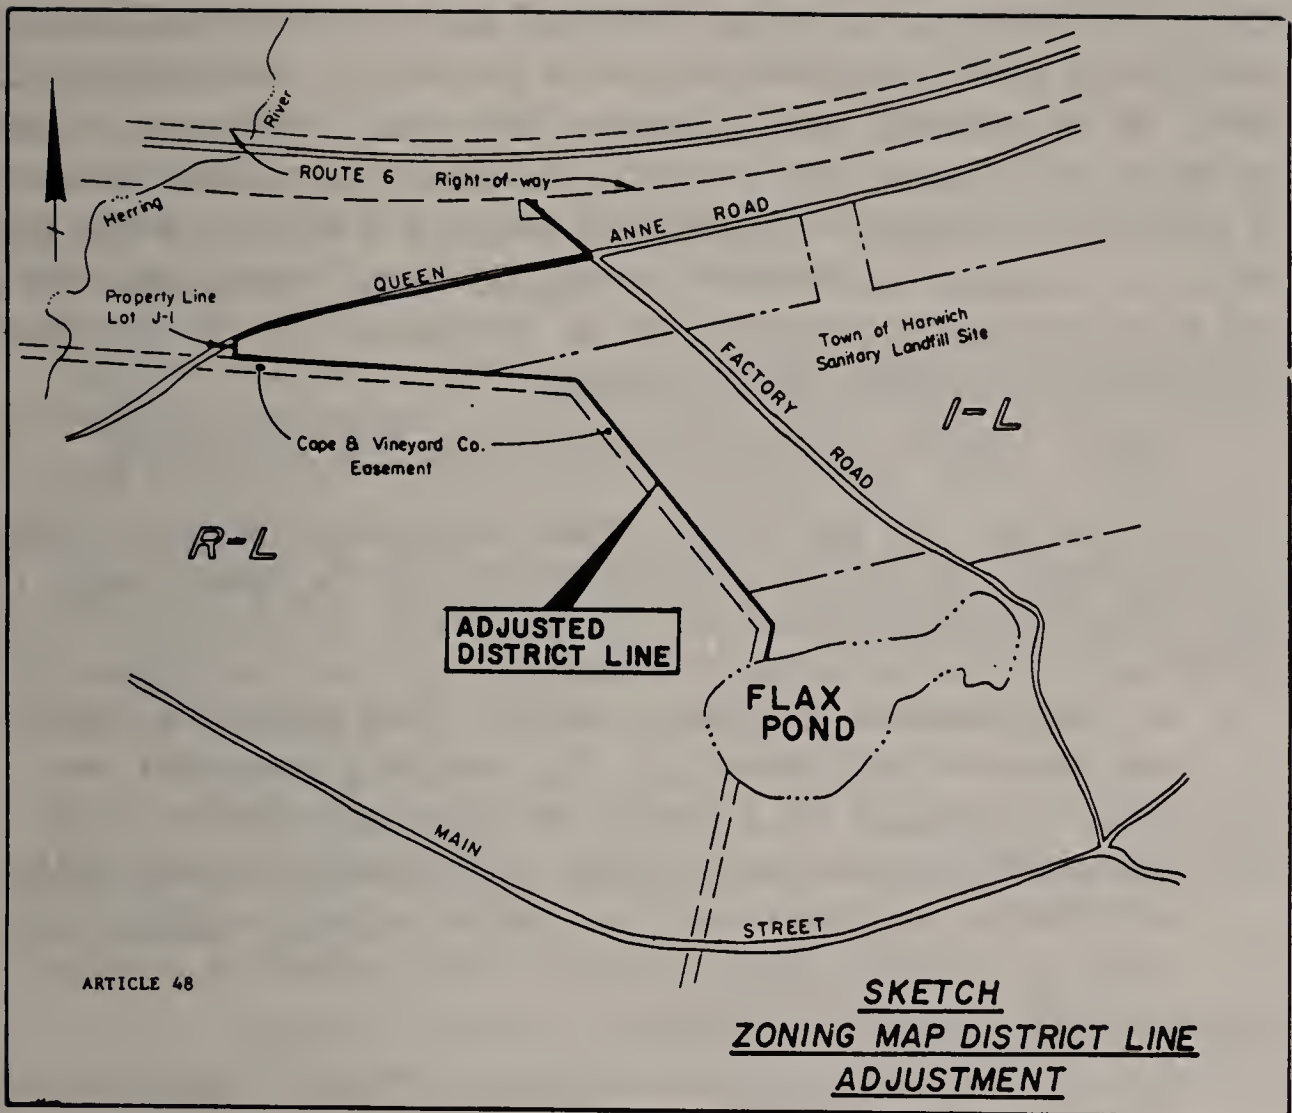 River
ROUTE 6
Right-of-way
Herring
ANNE ROAD
QUEEN
Property Line
Lot J-1
Town of Harwich
Sanitary Landfill Site
FACTORY ROAD
I-L
Cape & Vineyard Co.
Easement
R-L
ADJUSTED
DISTRICT LINE
FLAX
POND
MAIN STREET
ARTICLE 48
SKETCH
ZONING MAP DISTRICT LINE
ADJUSTMENT